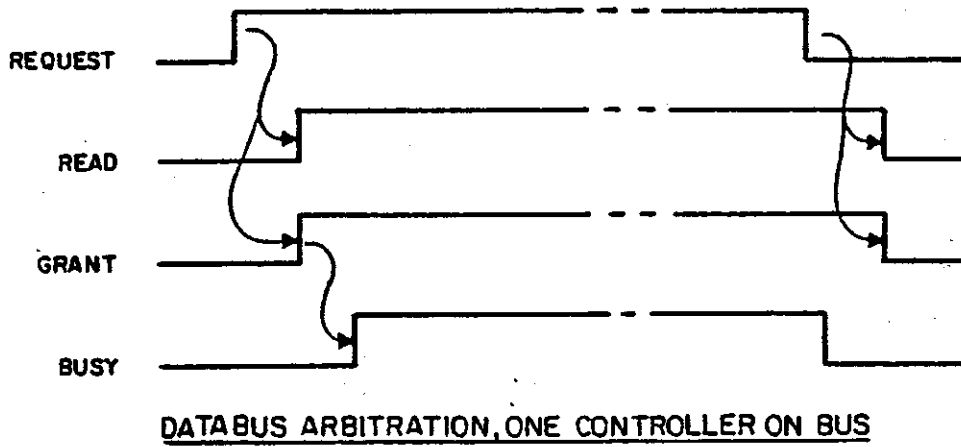 REQUEST
READ
GRANT
BUSY
DATABUS ARBITRATION, ONE CONTROLLER ON BUS